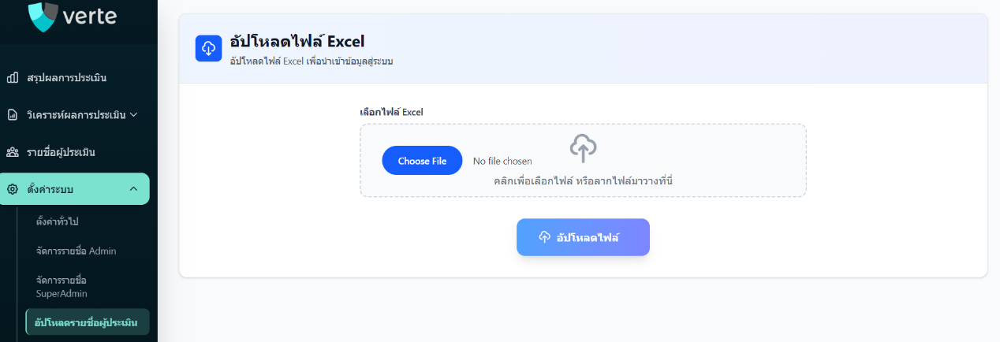 verte
สรุปผลการประเมิน
วิเคราะห์ผลการประเมิน
รายชื่อผู้ประเมิน
ตั้งค่าระบบ
ตั้งค่าทั่วไป
จัดการรายชื่อ Admin
จัดการรายชื่อ
SuperAdmin
อัปโหลดรายชื่อผู้ประเมิน
อัปโหลดไฟล์ Excel
อัปโหลดไฟล์ Excel เพื่อนำเข้าข้อมูลสู่ระบบ
เลือกไฟล์ Excel
Choose File No file chosen
คลิกเพื่อเลือกไฟล์ หรือลากไฟล์มาวางที่นี่
อัปโหลดไฟล์